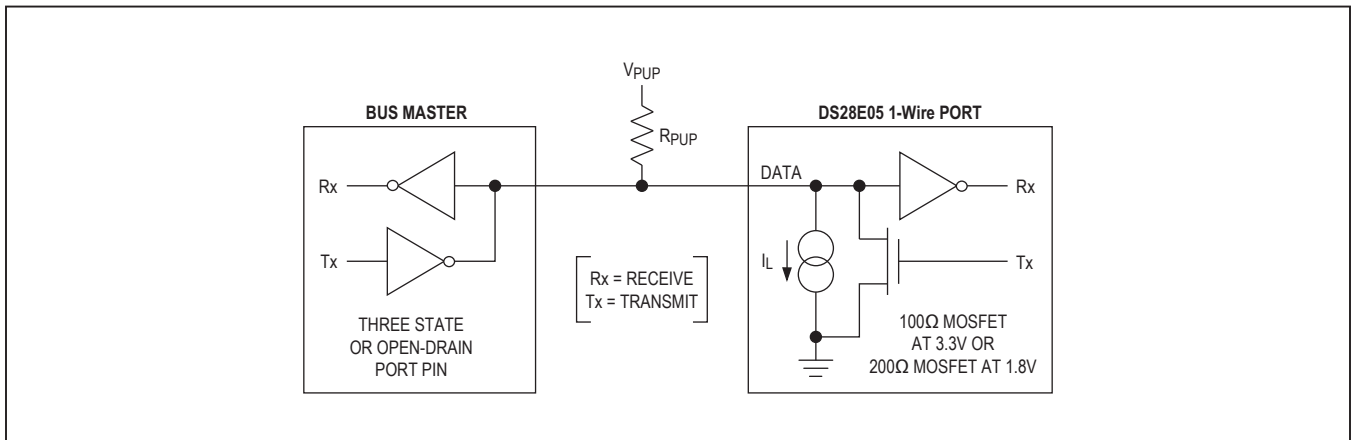 VPUP
BUS MASTER
DS28E05 1-Wire PORT
RPUP
Rx
DATA
Rx
Tx
IL
Tx
Rx = RECEIVE
Tx = TRANSMIT
THREE STATE
OR OPEN-DRAIN
PORT PIN
100Ω MOSFET
AT 3.3V OR
200Ω MOSFET AT 1.8V